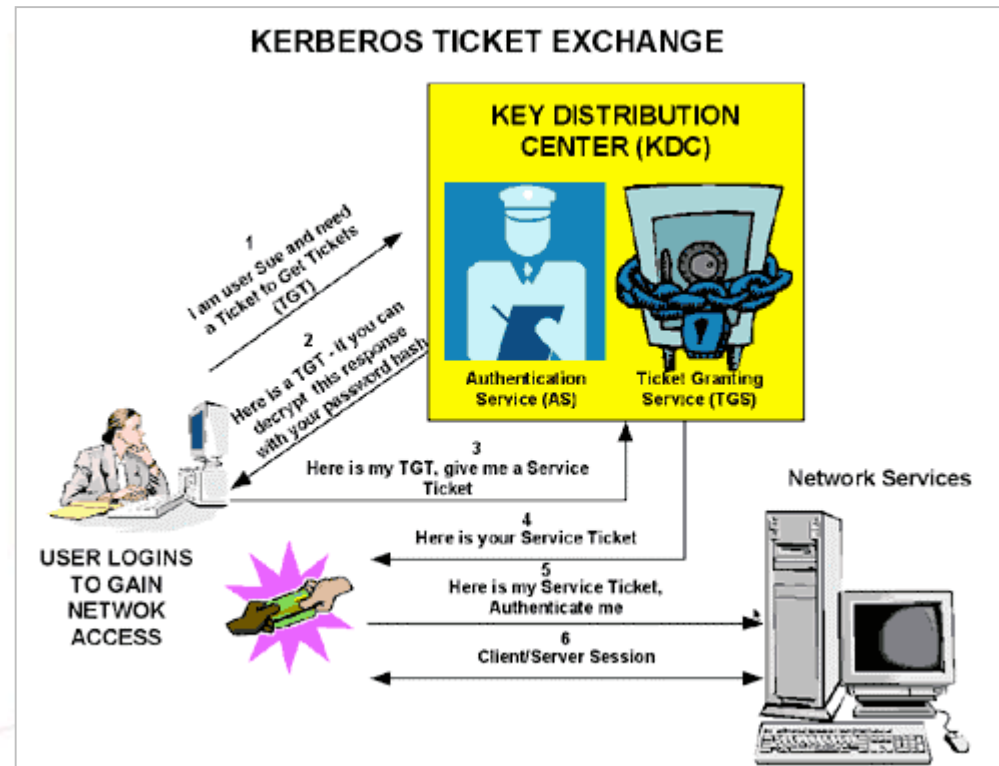 KERBEROS TICKET EXCHANGE
KEY DISTRIBUTION
CENTER (KDC)
Authentication
Service (AS)
Ticket Granting
Service (TGS)
1
I am user Sue and need
a Ticket to Get Tickets
(TGT)
2
Here is a TGT - if you can
decrypt this response
with your password hash
3
Here is my TGT, give me a Service
Ticket
4
Here is your Service Ticket
5
Here is my Service Ticket,
Authenticate me
6
Client/Server Session
USER LOGINS
TO GAIN
NETWOK
ACCESS
Network Services